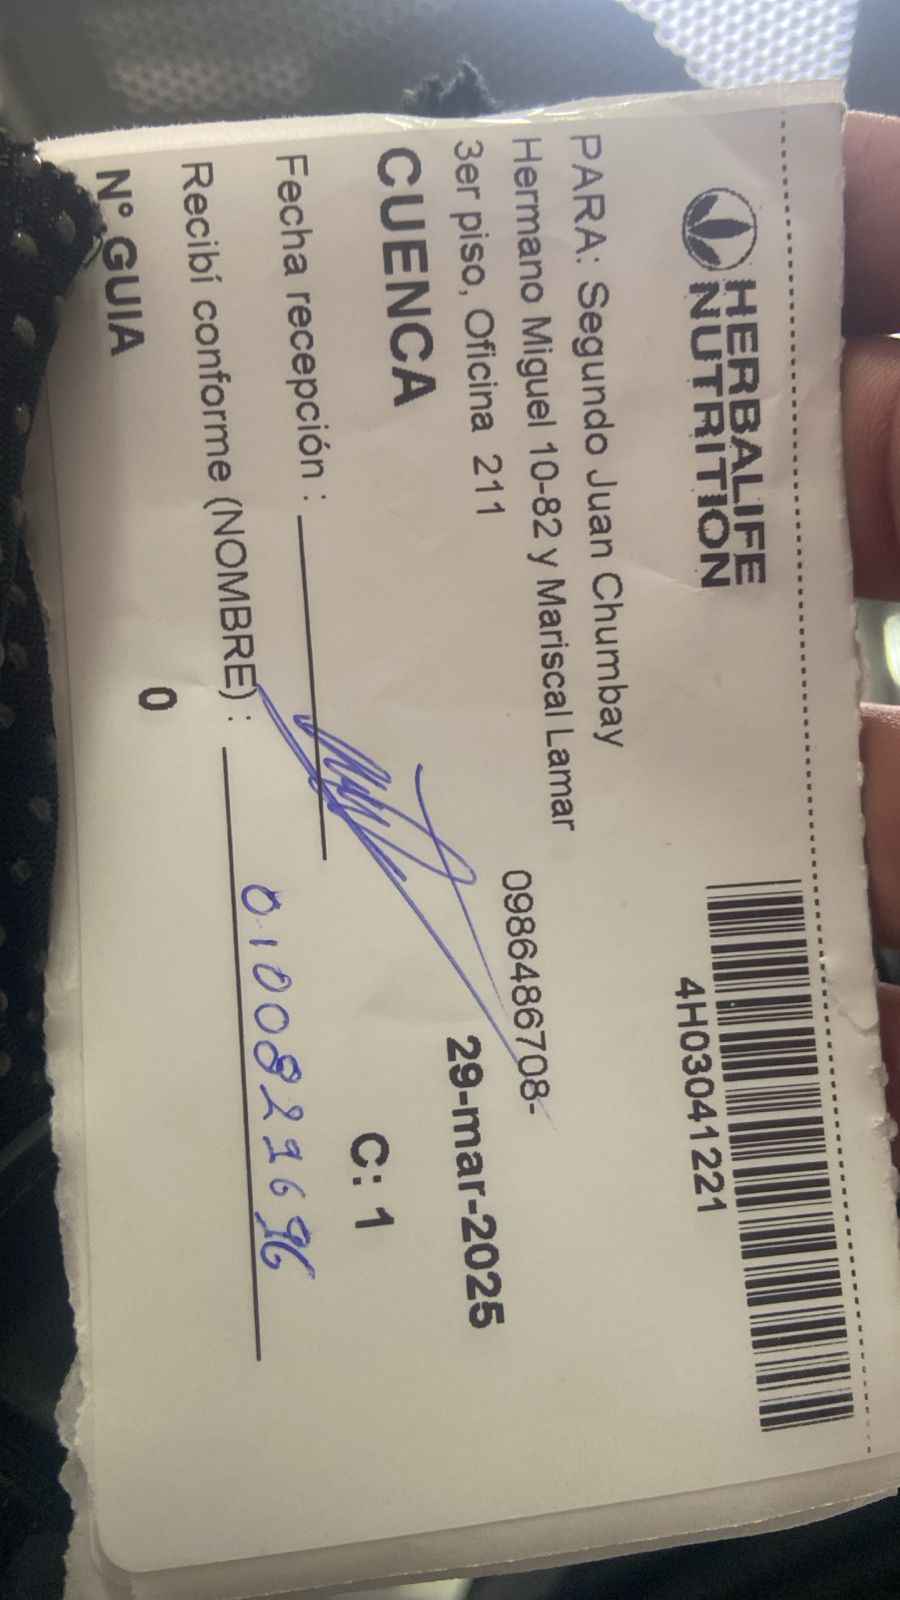 HERBALIFE
NUTRITION
4H03041221
PARA: Segundo Juan Chumbay
Hermano Miguel 10-82 y Mariscal Lamar
3er piso, Oficina 211
0986486708-
CUENCA
29-mar-2025
Fecha recepción :
C: 1
Recibí conforme (NOMBRE) :
N° GUIA
0